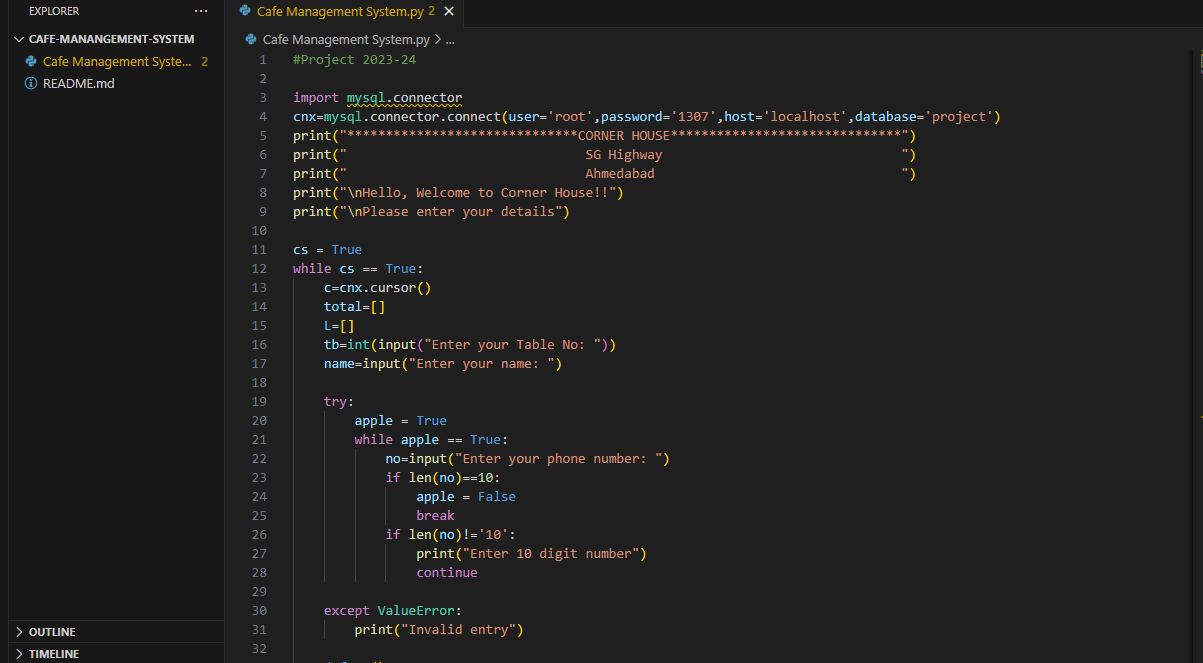 EXPLORER
···
Cafe Management System.py 2 ×
CAFE-MANANGEMENT-SYSTEM
Cafe Management Syste... 2
README.md
OUTLINE
TIMELINE
Cafe Management System.py > ...
1 #Project 2023-24
2
3 import mysql.connector
4 cnx=mysql.connector.connect(user='root',password='1307',host='localhost',database='project')
5 print("******************************CORNER HOUSE******************************")
6 print("                               SG Highway                               ")
7 print("                               Ahmedabad                                ")
8 print("\nHello, Welcome to Corner House!!")
9 print("\nPlease enter your details")
10
11 cs = True
12 while cs == True:
13     c=cnx.cursor()
14     total=[]
15     L=[]
16     tb=int(input("Enter your Table No: "))
17     name=input("Enter your name: ")
18
19     try:
20         apple = True
21         while apple == True:
22             no=input("Enter your phone number: ")
23             if len(no)==10:
24                 apple = False
25                 break
26             if len(no)!='10':
27                 print("Enter 10 digit number")
28                 continue
29
30     except ValueError:
31         print("Invalid entry")
32